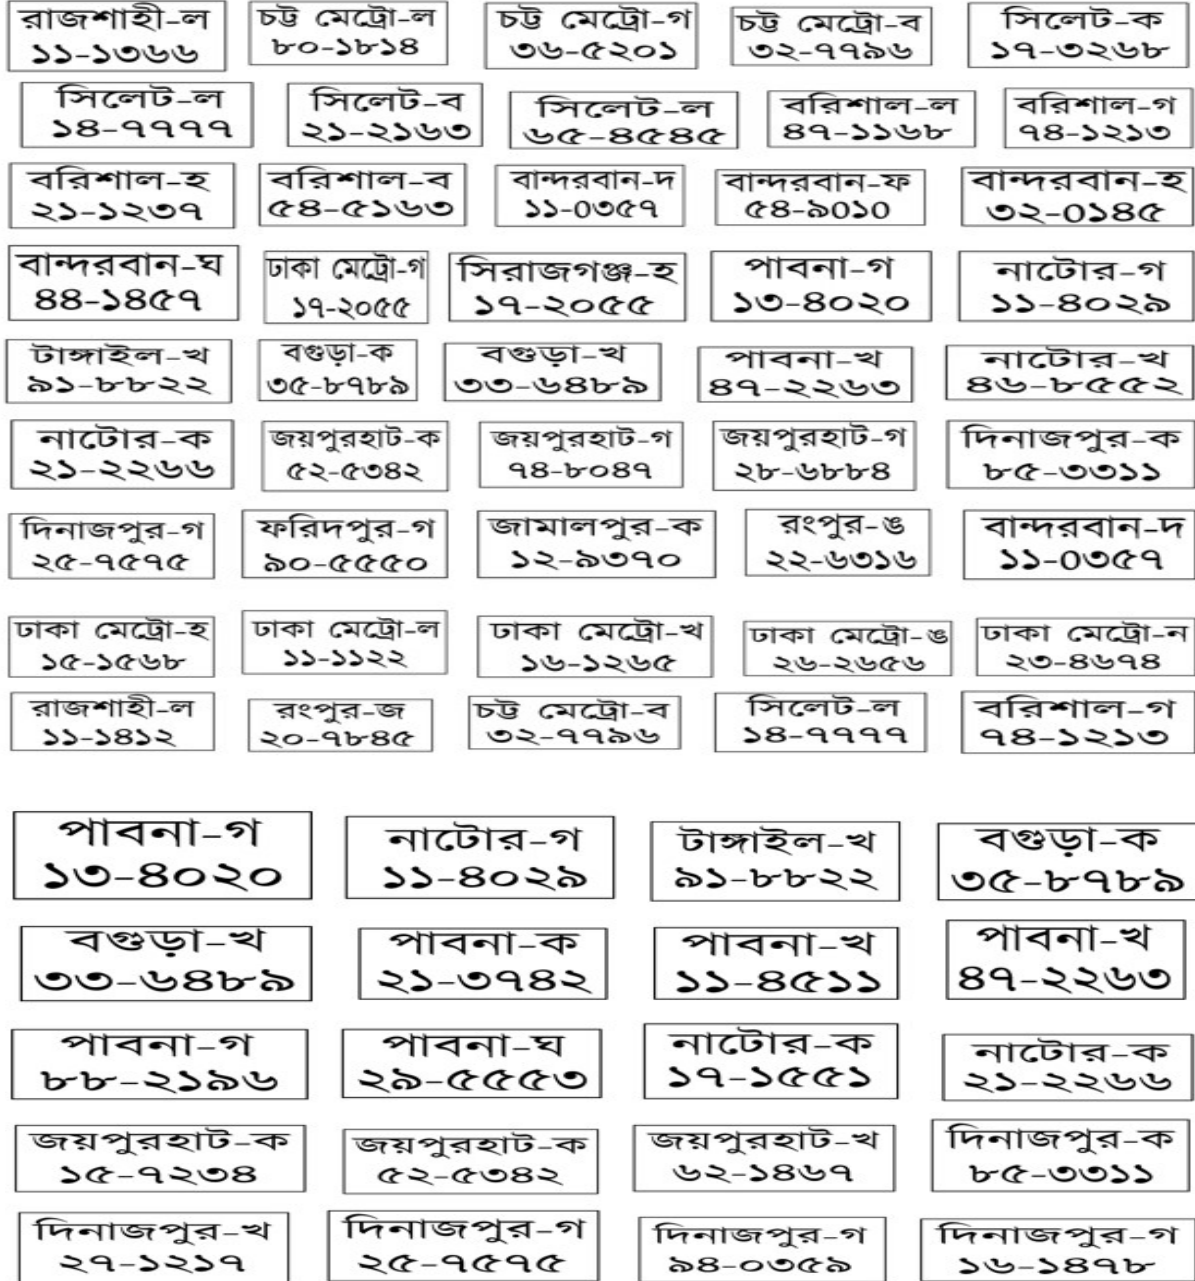 রাজশাহী-ল
১১-১৩৬৬
চট্ট মেট্রো-ল
৮০-১৮১৪
চট্ট মেট্রো-গ
৩৬-৫২০১
চট্ট মেট্রো-ব
৩২-৭৭৯৬
সিলেট-ক
১৭-৩২৬৮
সিলেট-ল
১৪-৭৭৭৭
সিলেট-ব
২১-২১৬৩
সিলেট-ল
৬৫-৪৫৪৫
বরিশাল-ল
৪৭-১১৬৮
বরিশাল-গ
৭৪-১২১৩
বরিশাল-হ
২১-১২৩৭
বরিশাল-ব
৫৪-৫১৬৩
বান্দরবান-দ
১১-0৩৫৭
বান্দরবান-ফ
৫৪-৯0১0
বান্দরবান-হ
৩২-0১৪৫
বান্দরবান-ঘ
৪৪-১৪৫৭
ঢাকা মেট্রো-গ
১৭-২০৫৫
সিরাজগঞ্জ-হ
১৭-২০৫৫
পাবনা-গ
১৩-৪০২০
নাটোর-গ
১১-৪০২৯
টাঙ্গাইল-খ
৯১-৮৮২২
বগুড়া-ক
৩৫-৮৭৮৯
বগুড়া-খ
৩৩-৬৪৮৯
পাবনা-খ
৪৭-২২৬৩
নাটোর-খ
৪৬-৮৫৫২
নাটোর-ক
২১-২২৬৬
জয়পুরহাট-ক
৫২-৫৩৪২
জয়পুরহাট-গ
৭৪-৮০৪৭
জয়পুরহাট-গ
২৮-৬৮৮৪
দিনাজপুর-ক
৮৫-৩৩১১
দিনাজপুর-গ
২৫-৭৫৭৫
ফরিদপুর-গ
৯০-৫৫৫০
জামালপুর-ক
১২-৯৩৭০
রংপুর-ঙ
২২-৬৩১৬
বান্দরবান-দ
১১-0৩৫৭
ঢাকা মেট্রো-হ
১৫-১৫৬৮
ঢাকা মেট্রো-ল
১১-১১২২
ঢাকা মেট্রো-খ
১৬-১২৬৫
ঢাকা মেট্রো-ঙ
২৬-২৬৫৬
ঢাকা মেট্রো-ন
২৩-৪৬৭৪
রাজশাহী-ল
১১-১৪১২
রংপুর-জ
২০-৭৮৪৫
চট্ট মেট্রো-ব
৩২-৭৭৯৬
সিলেট-ল
১৪-৭৭৭৭
বরিশাল-গ
৭৪-১২১৩
পাবনা-গ
১৩-৪০২০
নাটোর-গ
১১-৪০২৯
টাঙ্গাইল-খ
৯১-৮৮২২
বগুড়া-ক
৩৫-৮৭৮৯
বগুড়া-খ
৩৩-৬৪৮৯
পাবনা-ক
২১-৩৭৪২
পাবনা-খ
১১-৪৫১১
পাবনা-খ
৪৭-২২৬৩
পাবনা-গ
৮৮-২১৯৬
পাবনা-ঘ
২৯-৫৫৫৩
নাটোর-ক
১৭-১৫৫১
নাটোর-ক
২১-২২৬৬
জয়পুরহাট-ক
১৫-৭২৩৪
জয়পুরহাট-ক
৫২-৫৩৪২
জয়পুরহাট-খ
৬২-১৪৬৭
দিনাজপুর-ক
৮৫-৩৩১১
দিনাজপুর-খ
২৭-১২১৭
দিনাজপুর-গ
২৫-৭৫৭৫
দিনাজপুর-গ
৯৪-০৩৫৯
দিনাজপুর-গ
১৬-১৪৭৮